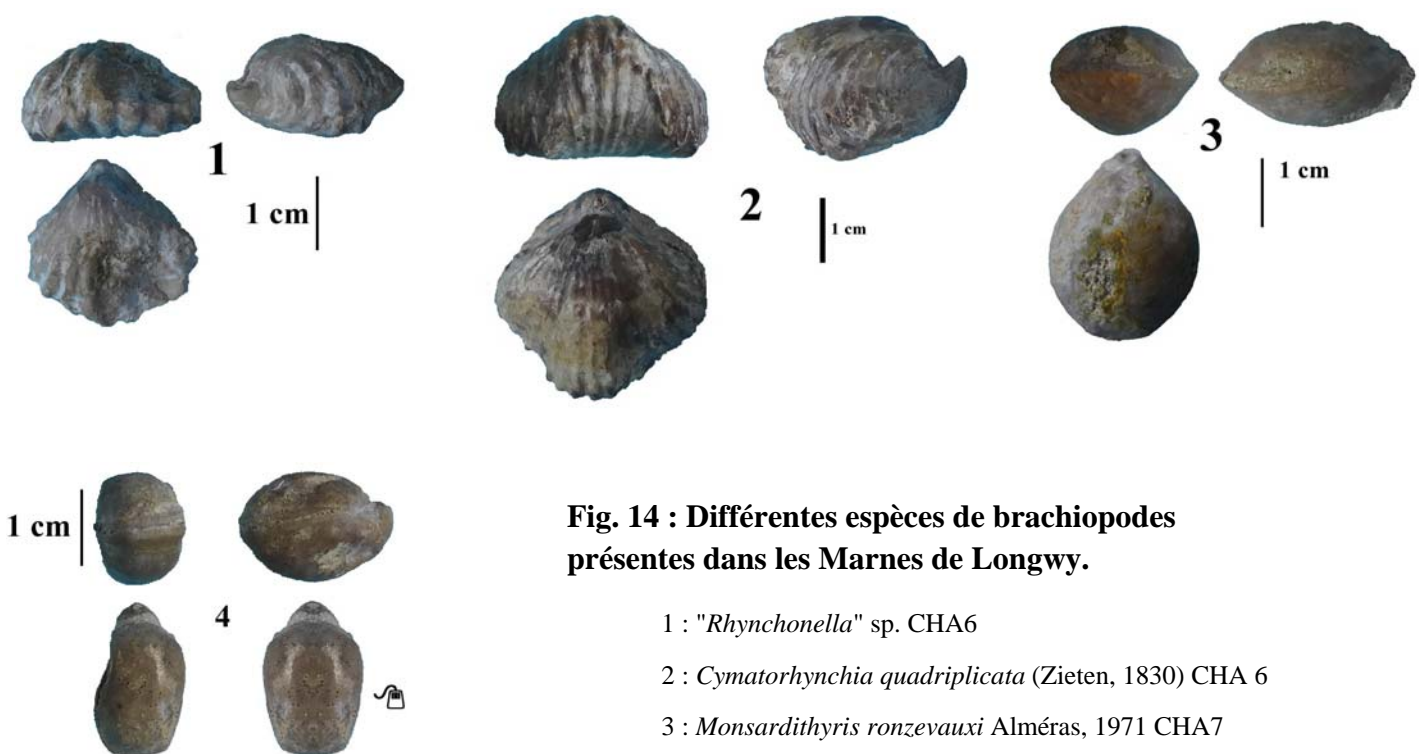 1
1 cm
2
1 cm
3
1 cm
1 cm
4
Fig. 14 : Différentes espèces de brachiopodes
présentes dans les Marnes de Longwy.
1 : "Rhynchonella" sp. CHA6
2 : Cymatorhynchia quadriplicata (Zieten, 1830) CHA 6
3 : Monsardithyris ronzevauxi Alméras, 1971 CHA7